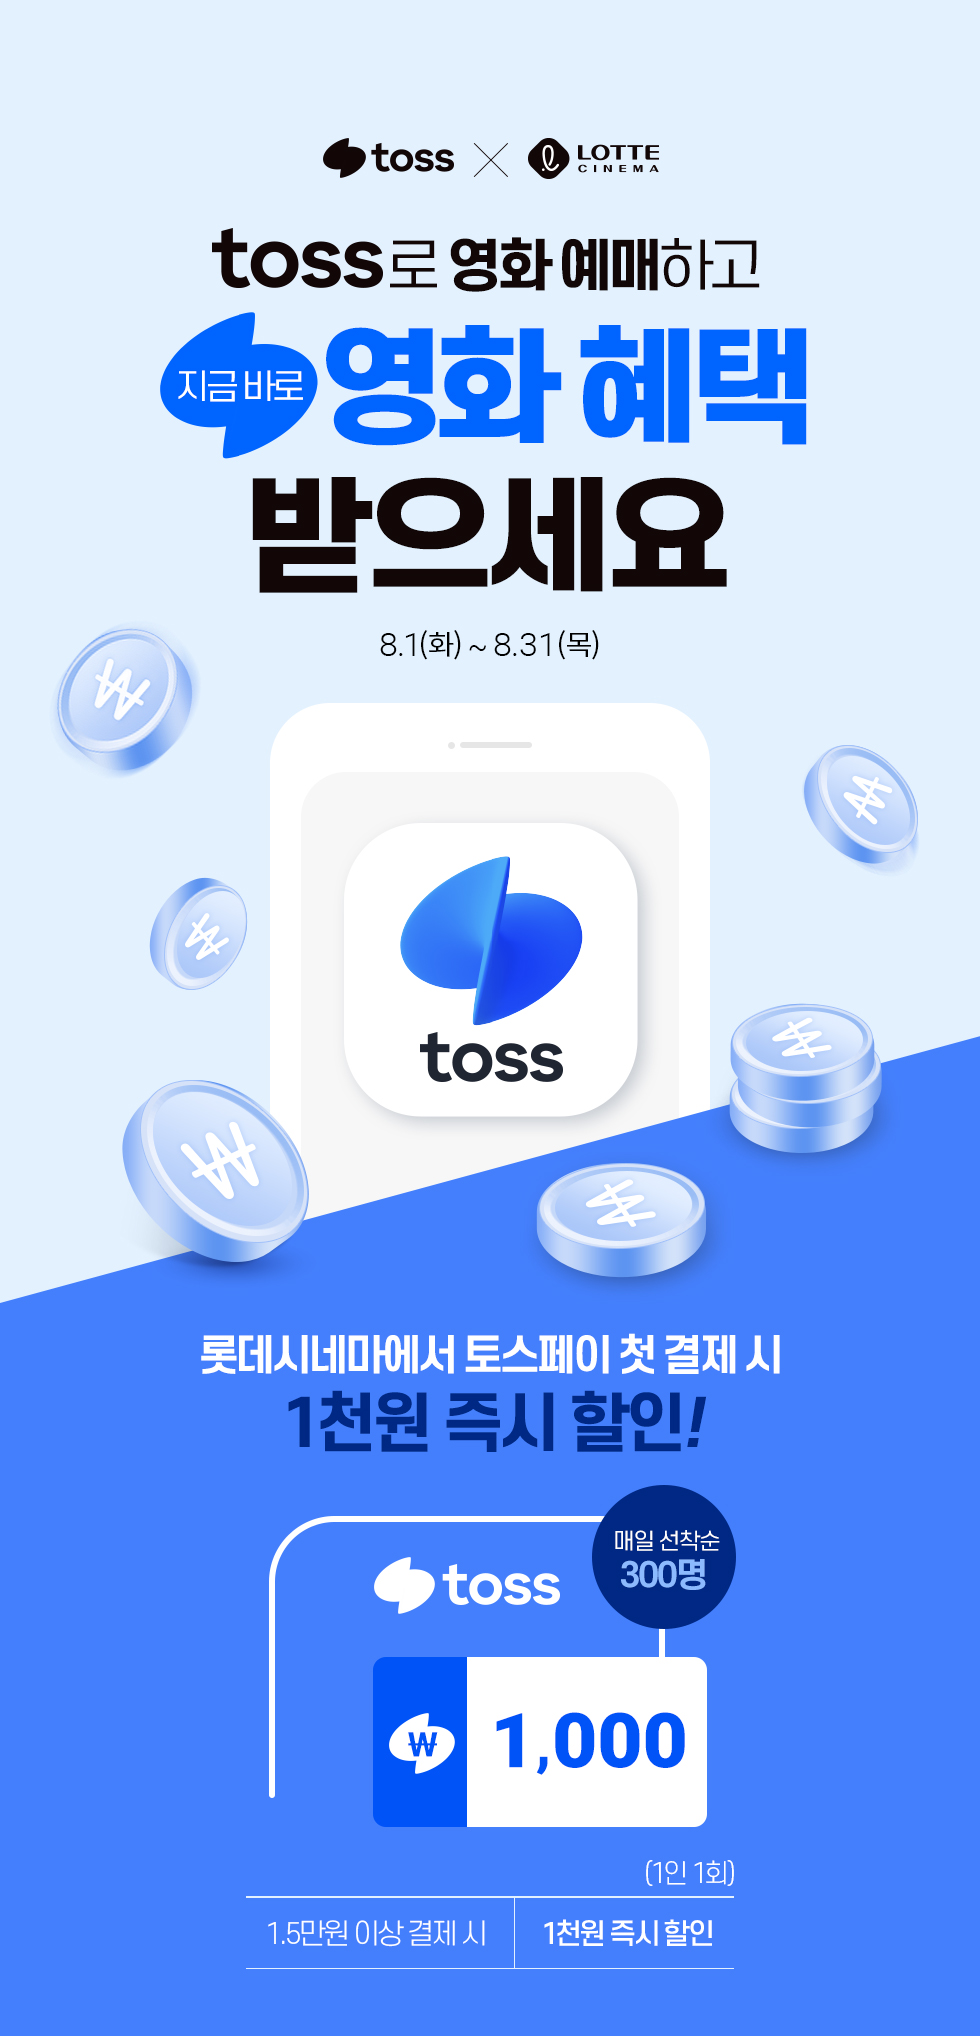 toss LOTTE CINEMA
toss로 영화 예매하고
지금 바로 영화 혜택
받으세요
8.1(화) ~ 8.31(목)
₩
₩
₩
toss
₩
₩
₩
롯데시네마에서 토스페이 첫 결제 시
1천원 즉시 할인!
매일 선착순
300명
toss
₩ 1,000
(1인 1회)
1.5만원 이상 결제 시 1천원 즉시 할인